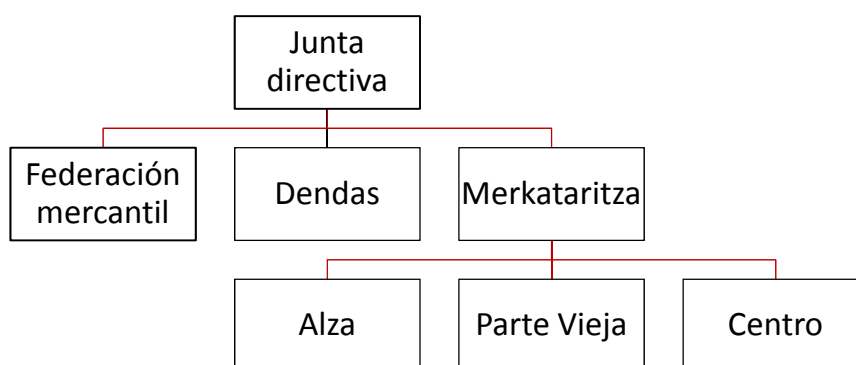 Junta
directiva
Federación
mercantil
Dendas
Merkataritza
Alza
Parte Vieja
Centro